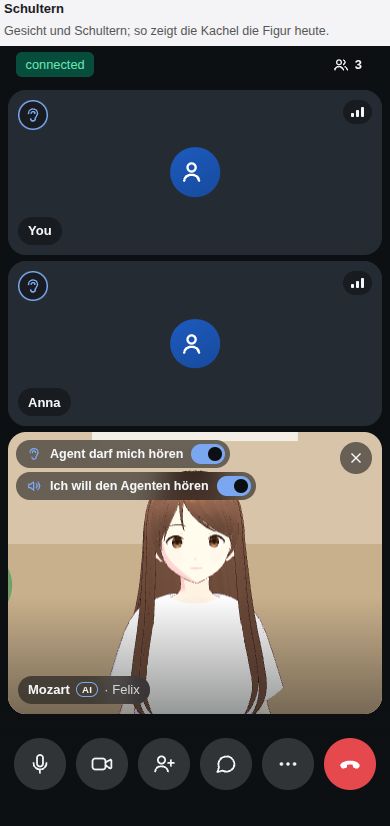 Schultern
Gesicht und Schultern; so zeigt die Kachel die Figur heute.
connected
3
You
Anna
Agent darf mich hören
Ich will den Agenten hören
Mozart AI · Felix